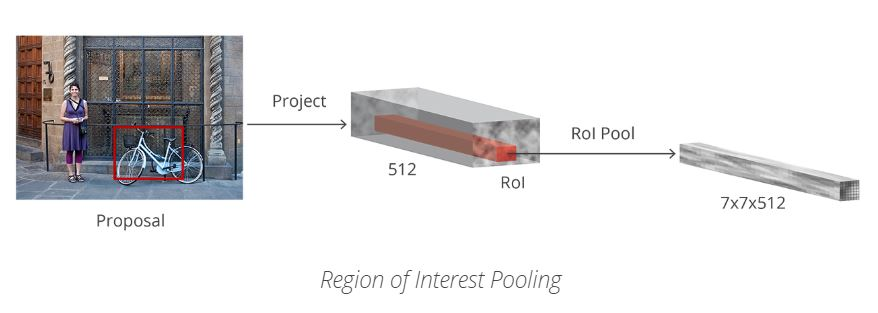 Project
RoI Pool
512
RoI
7x7x512
Proposal
Region of Interest Pooling